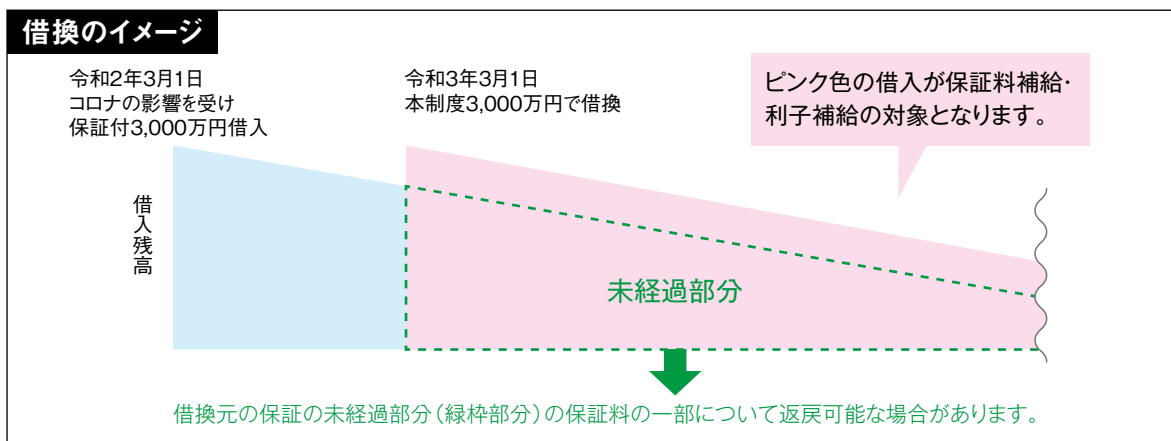 借換のイメージ
令和2年3月1日
コロナの影響を受け
保証付3,000万円借入
令和3年3月1日
本制度3,000万円で借換
ピンク色の借入が保証料補給・
利子補給の対象となります。
借入残高
未経過部分
借換元の保証の未経過部分(緑枠部分)の保証料の一部について返戻可能な場合があります。